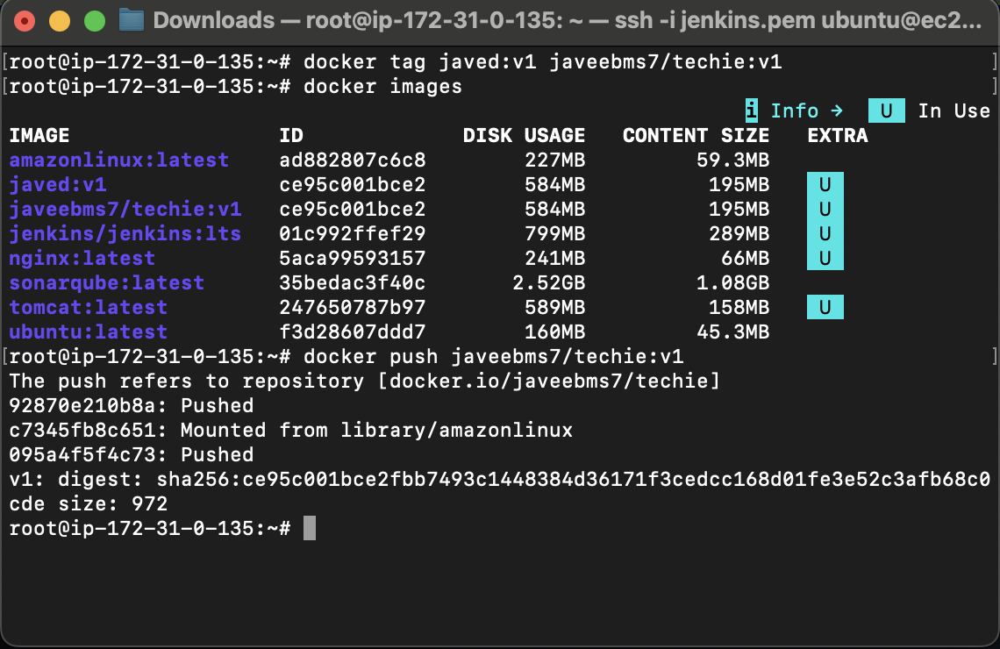 Downloads — root@ip-172-31-0-135: ~ — ssh -i jenkins.pem ubuntu@ec2...
[root@ip-172-31-0-135:~# docker tag javed:v1 javeebms7/techie:v1 ]
[root@ip-172-31-0-135:~# docker images ]
i Info → U In Use
IMAGE ID DISK USAGE CONTENT SIZE EXTRA
amazonlinux:latest ad882807c6c8 227MB 59.3MB
javed:v1 ce95c001bce2 584MB 195MB U
javeebms7/techie:v1 ce95c001bce2 584MB 195MB U
jenkins/jenkins:lts 01c992ffef29 799MB 289MB U
nginx:latest 5aca99593157 241MB 66MB U
sonarqube:latest 35bedac3f40c 2.52GB 1.08GB
tomcat:latest 247650787b97 589MB 158MB U
ubuntu:latest f3d28607ddd7 160MB 45.3MB
[root@ip-172-31-0-135:~# docker push javeebms7/techie:v1 ]
The push refers to repository [docker.io/javeebms7/techie]
92870e210b8a: Pushed
c7345fb8c651: Mounted from library/amazonlinux
095a4f5f4c73: Pushed
v1: digest: sha256:ce95c001bce2fbb7493c1448384d36171f3cedcc168d01fe3e52c3afb68c0
cde size: 972
root@ip-172-31-0-135:~#